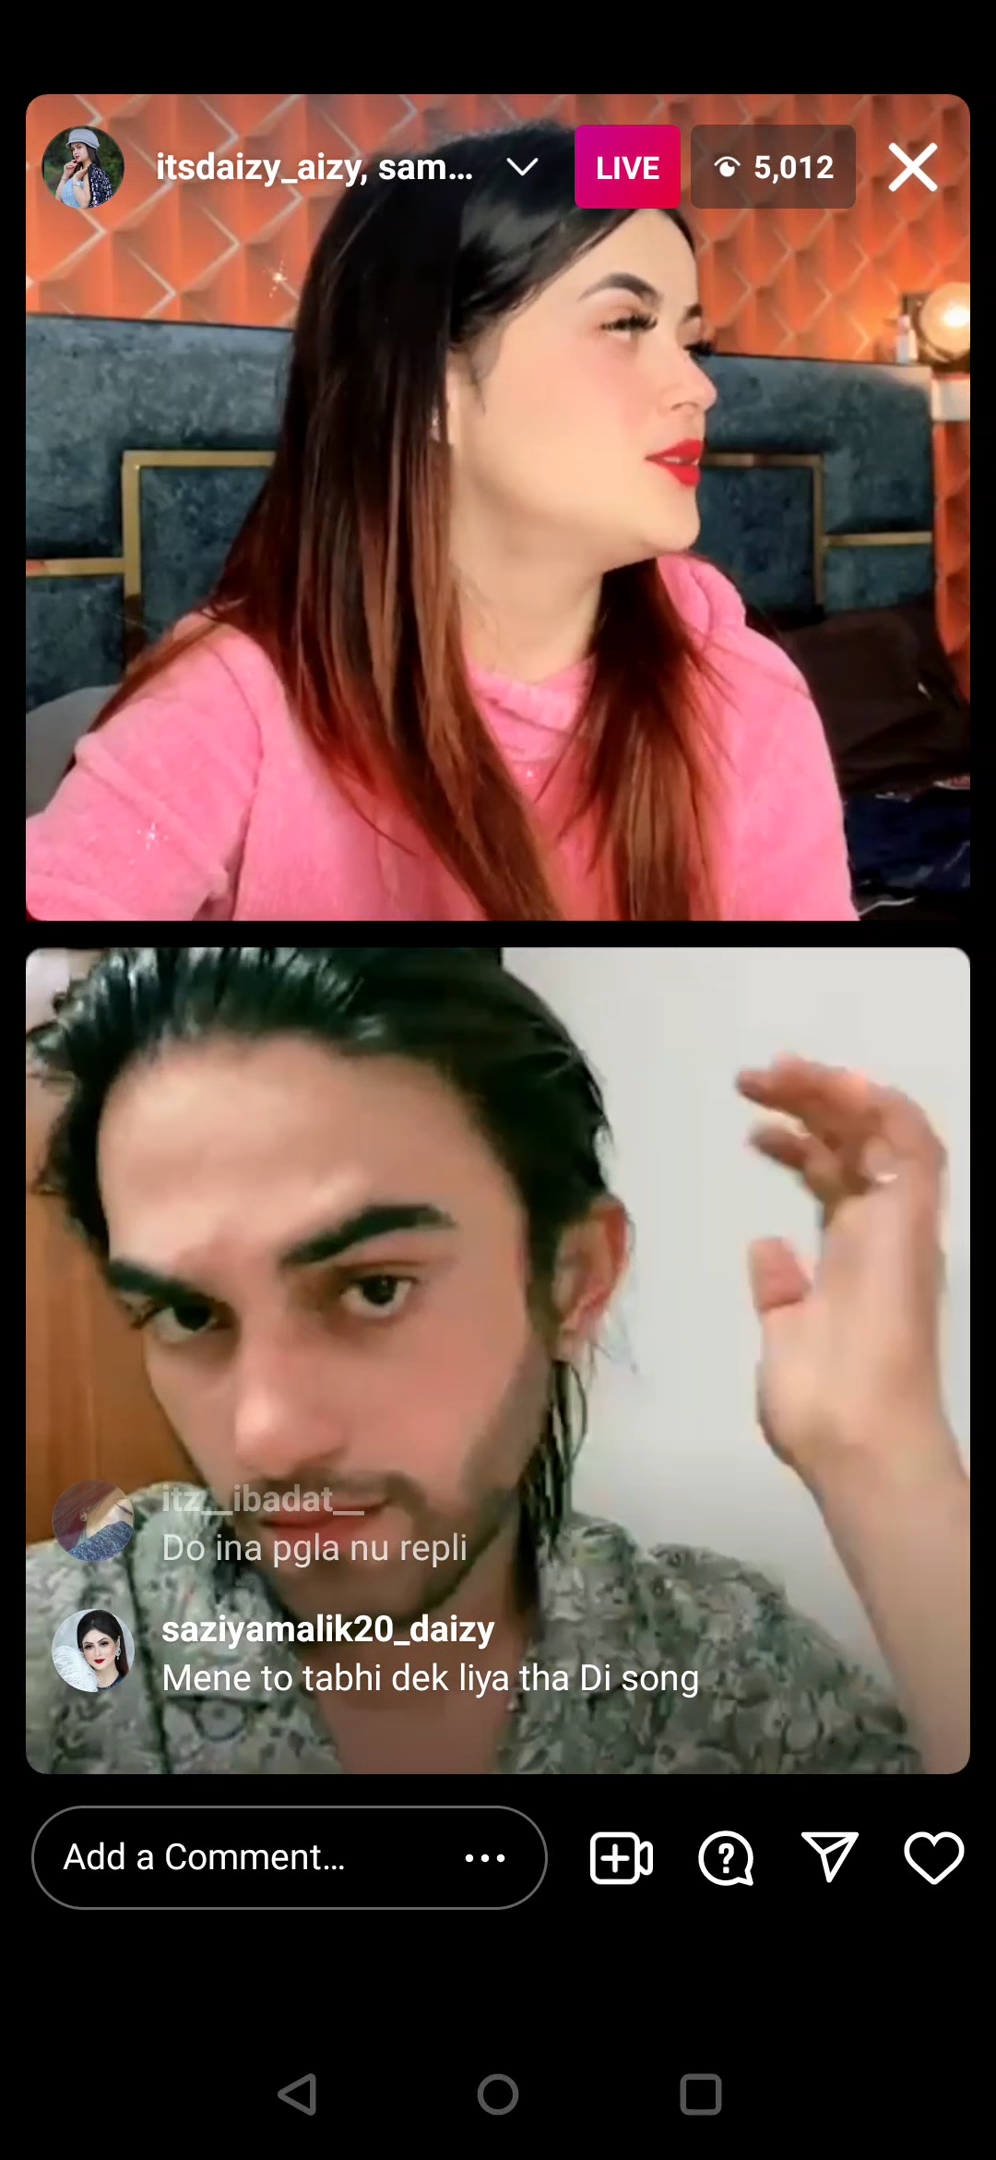 itsdaizy_aizy, sam...
LIVE
5,012
itz__ibadat__
Do ina pgla nu repli
saziyamalik20_daizy
Mene to tabhi dek liya tha Di song
Add a Comment...